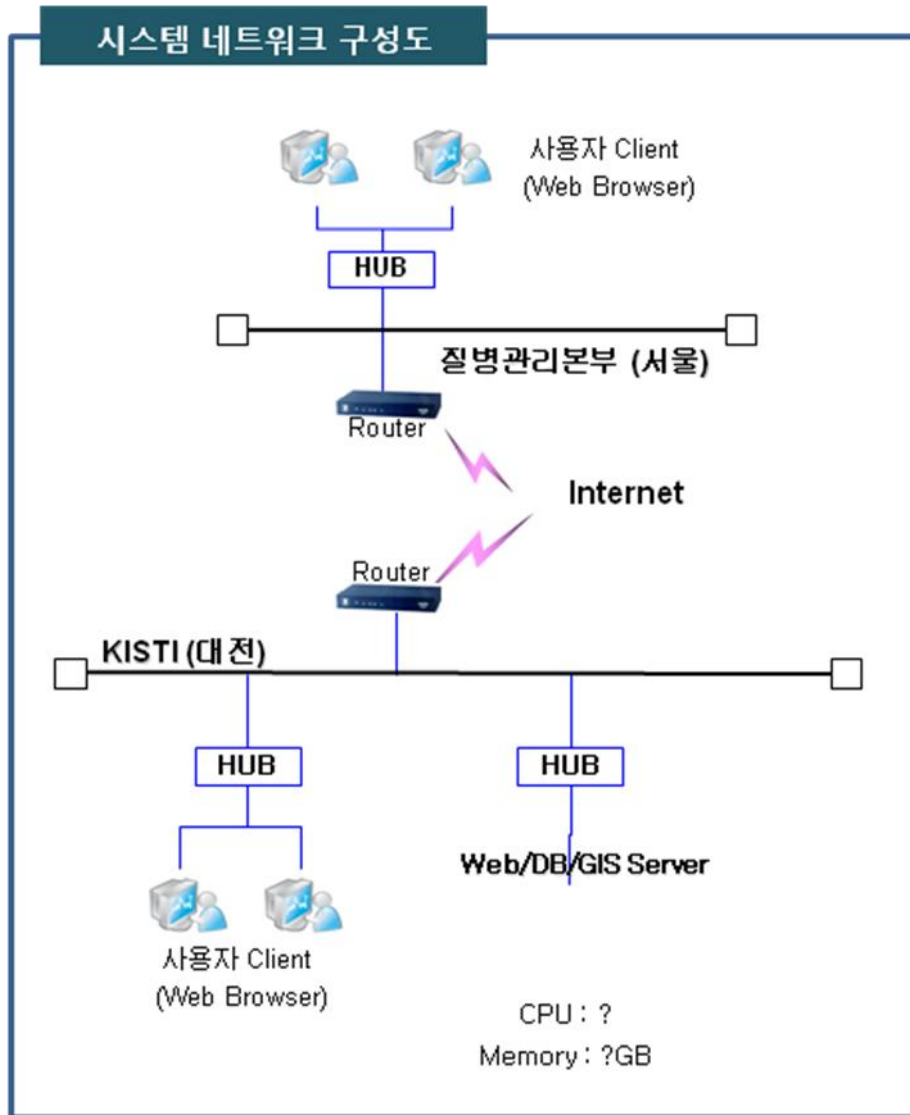 시스템 네트워크 구성도
사용자 Client
(Web Browser)
HUB
질병관리본부 (서울)
Router
Internet
Router
KISTI (대전)
HUB
HUB
Web/DB/GIS Server
사용자 Client
(Web Browser)
CPU : ?
Memory : ?GB